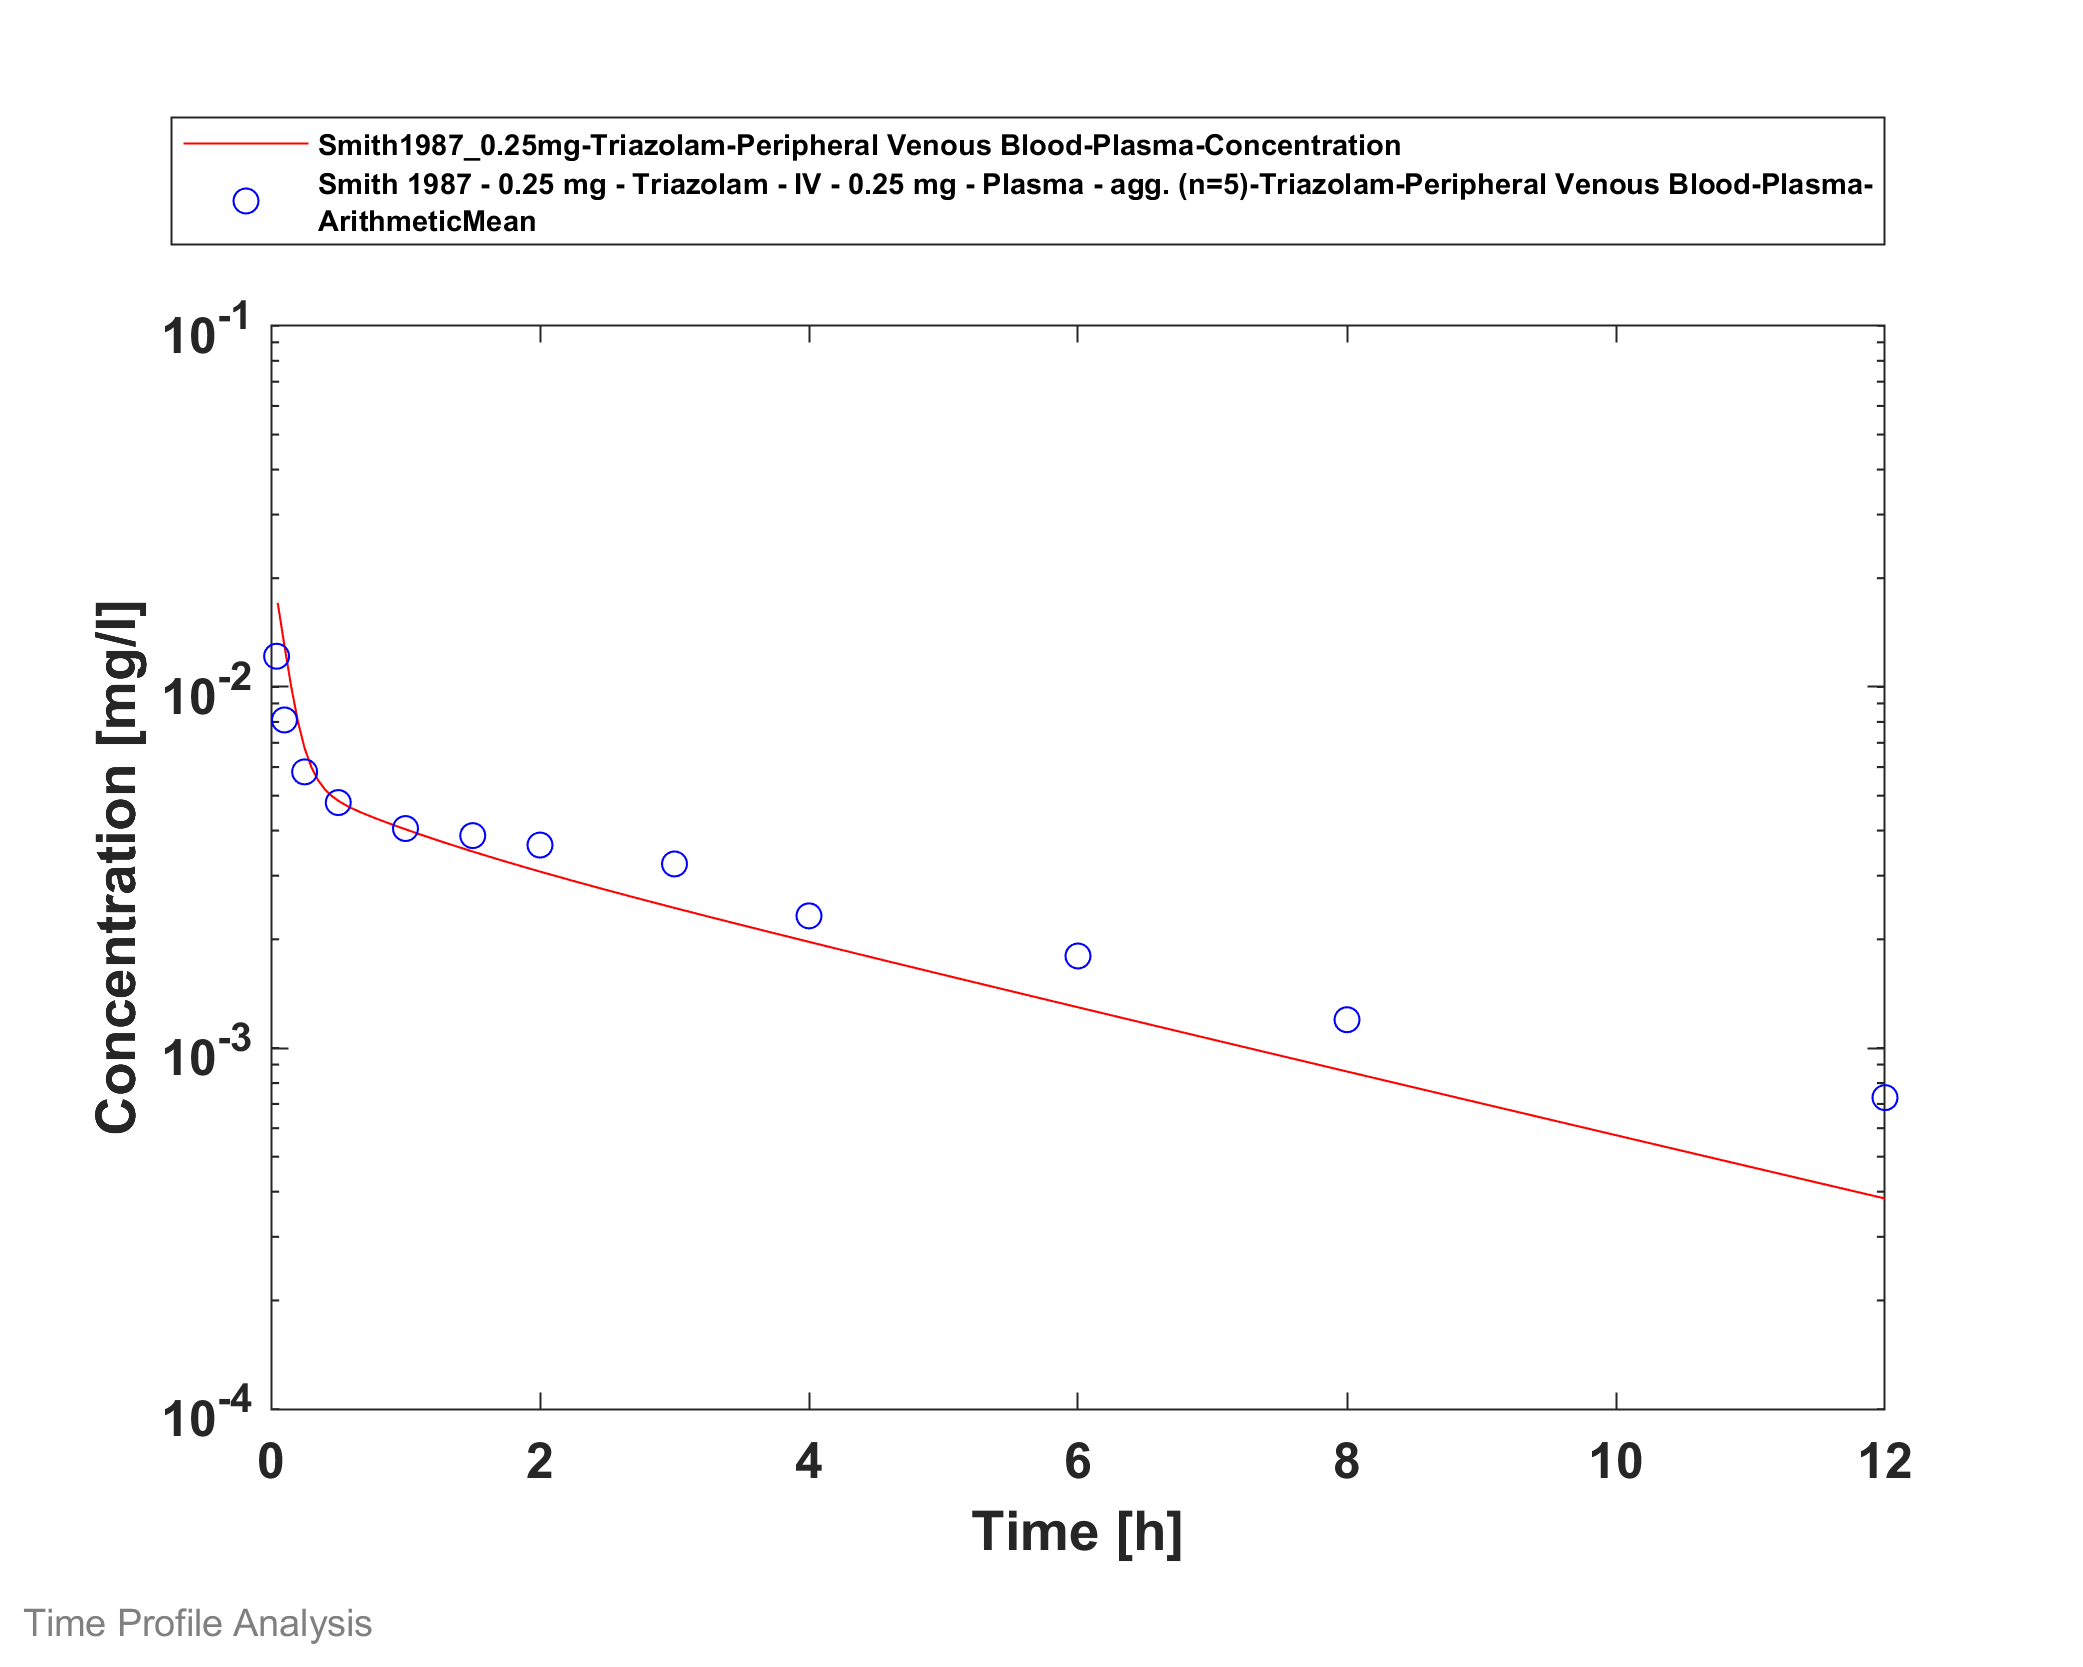 Smith1987_0.25mg-Triazolam-Peripheral Venous Blood-Plasma-Concentration
Smith 1987 - 0.25 mg - Triazolam - IV - 0.25 mg - Plasma - agg. (n=5)-Triazolam-Peripheral Venous Blood-Plasma-
ArithmeticMean
10-1
10-2
10-3
10-4
Concentration [mg/l]
0 2 4 6 8 10 12
Time [h]
Time Profile Analysis